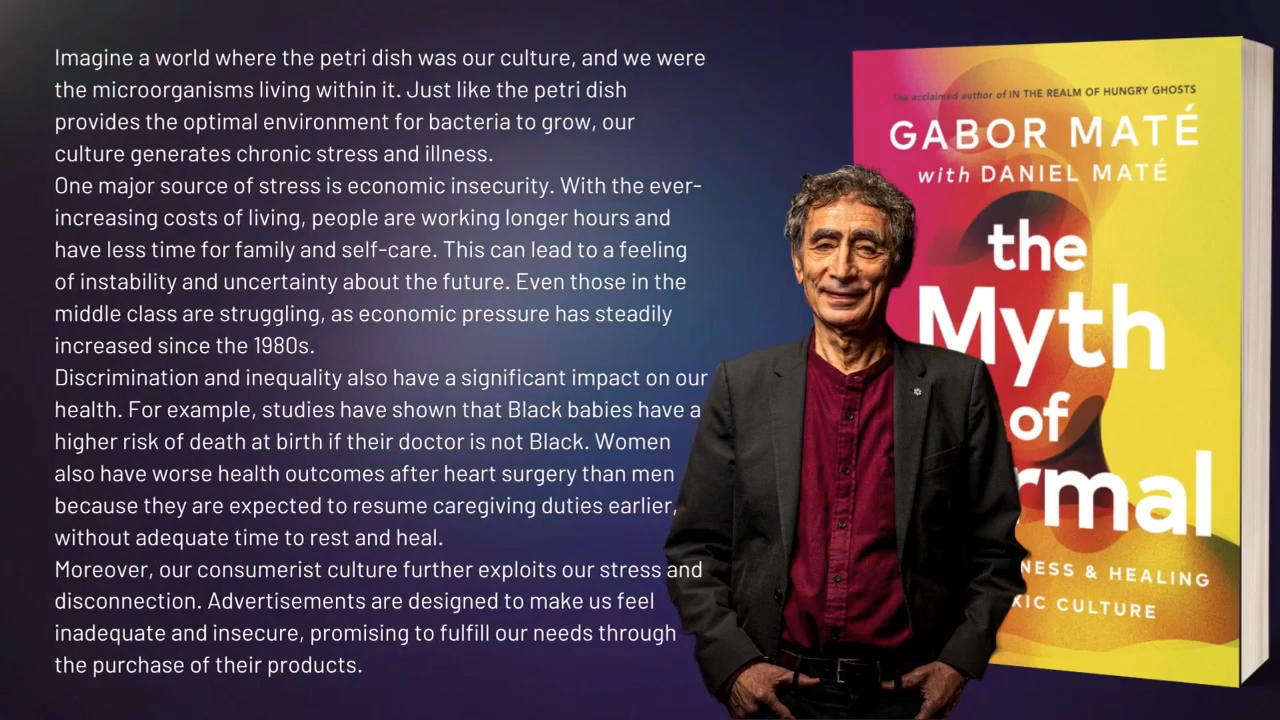 Imagine a world where the petri dish was our culture, and we were
the microorganisms living within it. Just like the petri dish
provides the optimal environment for bacteria to grow, our
culture generates chronic stress and illness.
One major source of stress is economic insecurity. With the ever-
increasing costs of living, people are working longer hours and
have less time for family and self-care. This can lead to a feeling
of instability and uncertainty about the future. Even those in the
middle class are struggling, as economic pressure has steadily
increased since the 1980s.
Discrimination and inequality also have a significant impact on our
health. For example, studies have shown that Black babies have a
higher risk of death at birth if their doctor is not Black. Women
also have worse health outcomes after heart surgery than men
because they are expected to resume caregiving duties earlier,
without adequate time to rest and heal.
Moreover, our consumerist culture further exploits our stress and
disconnection. Advertisements are designed to make us feel
inadequate and insecure, promising to fulfill our needs through
the purchase of their products.
The acclaimed author of IN THE REALM OF HUNGRY GHOSTS
GABOR MATÉ
with DANIEL MATÉ
the
Myth
of
rmal
NESS & HEALING
XIC CULTURE